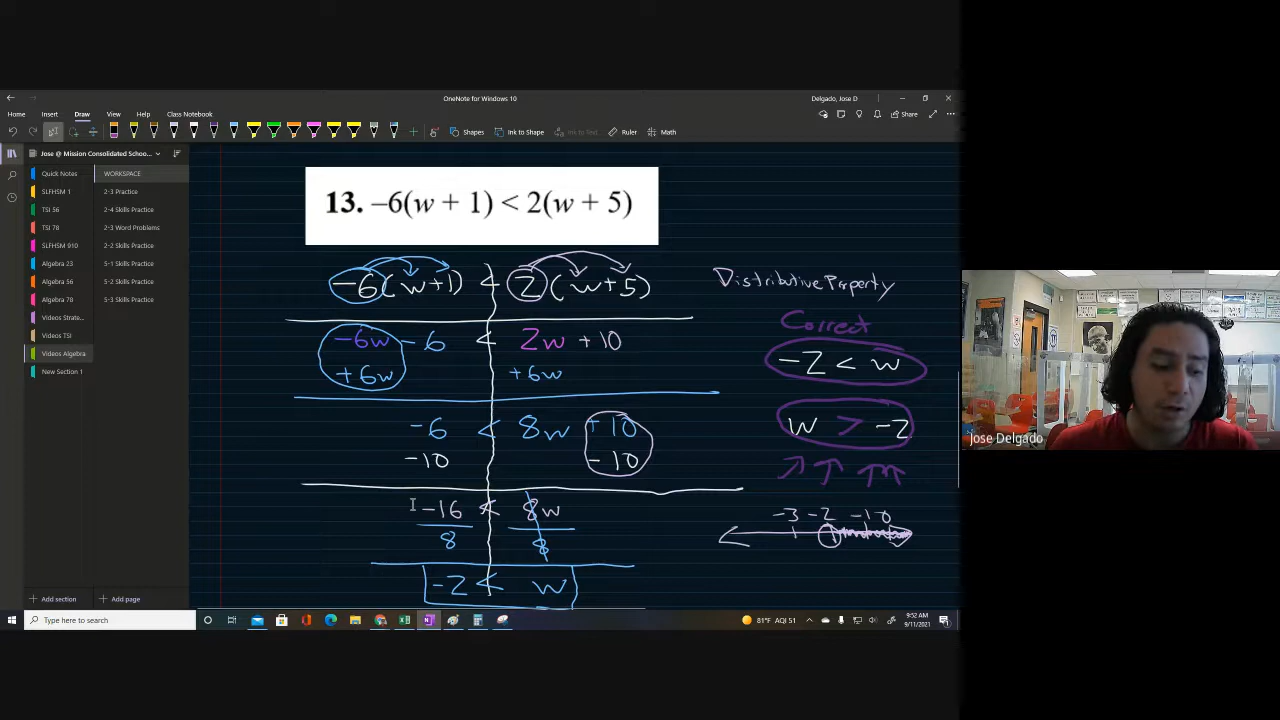 OneNote for Windows 10
Delgado, Jose D
Home Insert Draw View Help Class Notebook
Share
Shapes Ink to Shape Ink to Text Ruler Math
Jose @ Mission Consolidated Schoo...
Quick Notes
SLFHSM 1
TSI 56
TSI 78
SLFHSM 910
Algebra 23
Algebra 56
Algebra 78
Videos Strate...
Videos TSI
Videos Algebra
New Section 1
WORKSPACE
2-3 Practice
2-4 Skills Practice
2-3 Word Problems
2-2 Skills Practice
5-1 Skills Practice
5-2 Skills Practice
5-3 Skills Practice
13. –6(w + 1) < 2(w + 5)
-6(w+1) < 2(w+5)
-6w-6 < 2w+10
+6w +6w
-6 < 8w +10
-10 -10
-16 < 8w
8 8
-2 < w
Distributive Property
Correct
-2 < w
w > -2
-3 -2 -1 0
Add section
Add page
Type here to search
81°F AQI 51
9:52 AM
9/11/2021
Jose Delgado